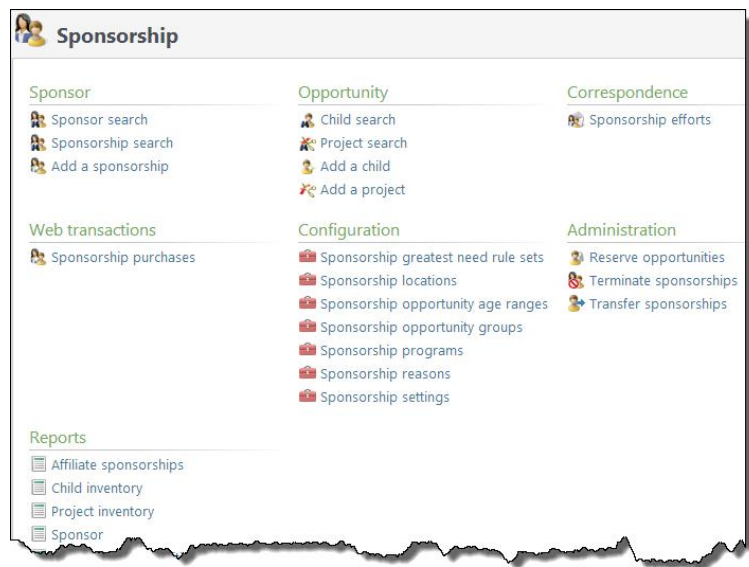 Sponsorship
Sponsor
Sponsor search
Sponsorship search
Add a sponsorship
Opportunity
Child search
Project search
Add a child
Add a project
Correspondence
Sponsorship efforts
Web transactions
Sponsorship purchases
Configuration
Sponsorship greatest need rule sets
Sponsorship locations
Sponsorship opportunity age ranges
Sponsorship opportunity groups
Sponsorship programs
Sponsorship reasons
Sponsorship settings
Administration
Reserve opportunities
Terminate sponsorships
Transfer sponsorships
Reports
Affiliate sponsorships
Child inventory
Project inventory
Sponsor